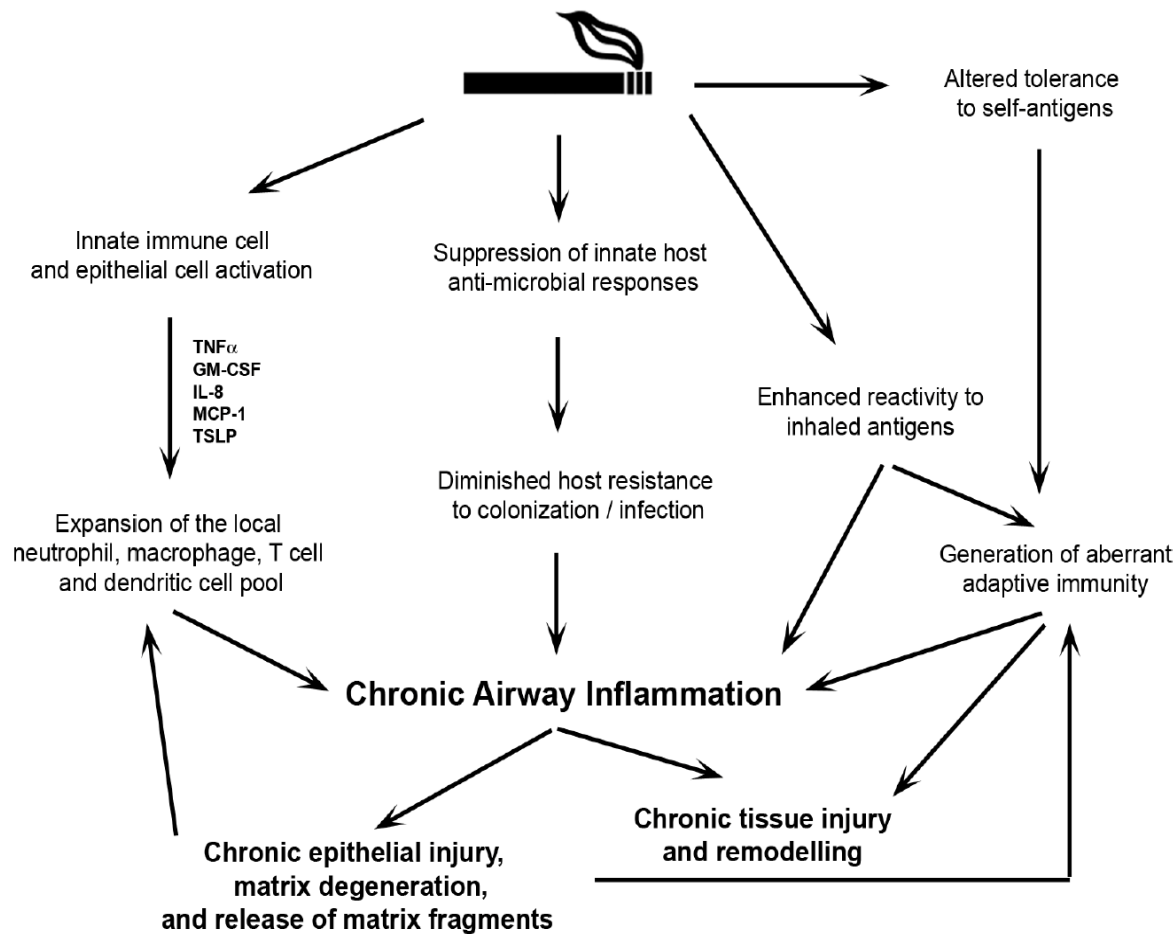 Altered tolerance
to self-antigens
Innate immune cell
and epithelial cell activation
Suppression of innate host
anti-microbial responses
TNFα
GM-CSF
IL-8
MCP-1
TSLP
Enhanced reactivity to
inhaled antigens
Diminished host resistance
to colonization / infection
Expansion of the local
neutrophil, macrophage, T cell
and dendritic cell pool
Generation of aberrant
adaptive immunity
Chronic Airway Inflammation
Chronic tissue injury
and remodelling
Chronic epithelial injury,
matrix degeneration,
and release of matrix fragments